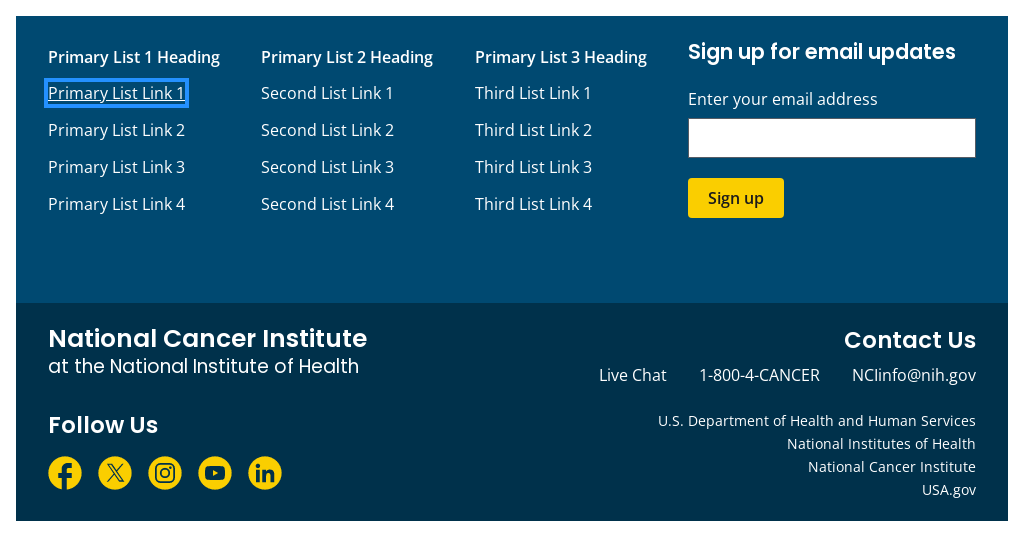 Primary List 1 Heading
Primary List Link 1
Primary List Link 2
Primary List Link 3
Primary List Link 4
Primary List 2 Heading
Second List Link 1
Second List Link 2
Second List Link 3
Second List Link 4
Primary List 3 Heading
Third List Link 1
Third List Link 2
Third List Link 3
Third List Link 4
Sign up for email updates
Enter your email address
Sign up
National Cancer Institute
at the National Institute of Health
Follow Us
Contact Us
Live Chat 1-800-4-CANCER NCIinfo@nih.gov
U.S. Department of Health and Human Services
National Institutes of Health
National Cancer Institute
USA.gov